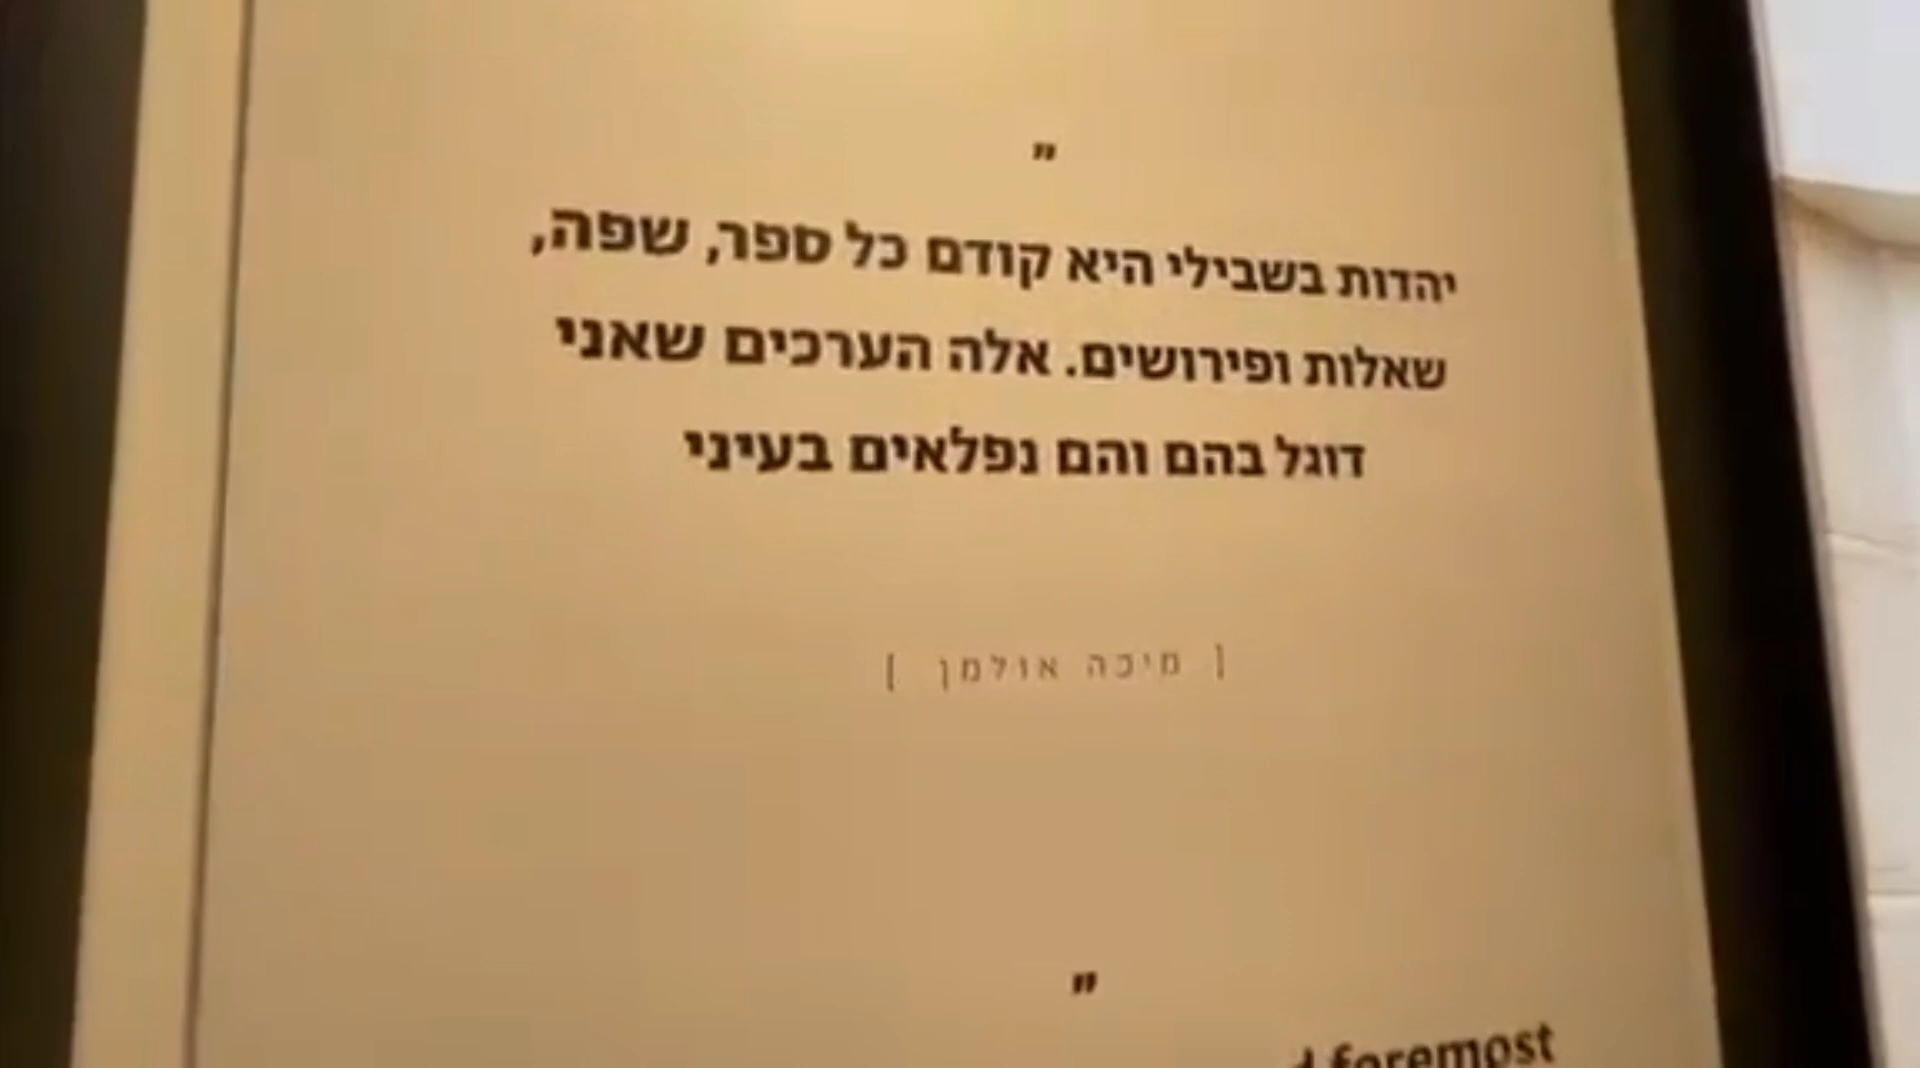 "
יהדות בשבילי היא קודם כל ספר, שפה,
שאלות ופירושים. אלה הערכים שאני
דוגל בהם והם נפלאים בעיני
[ מיכה אולמן ]
"
foremost